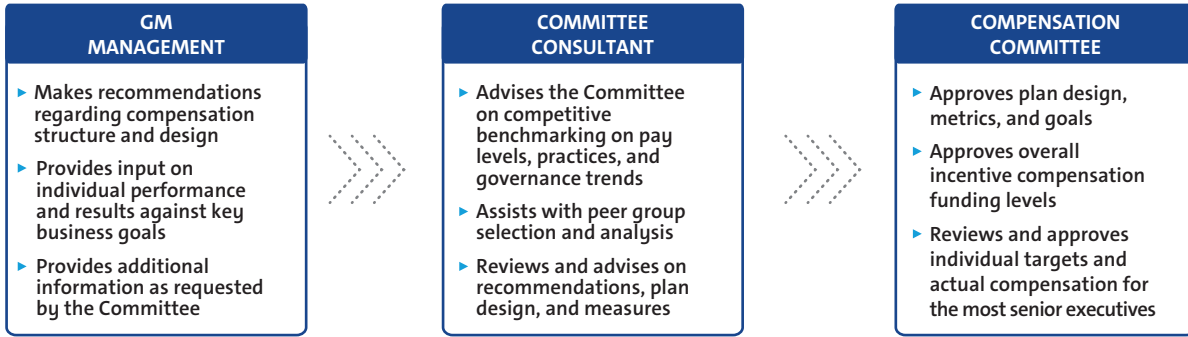 GM
MANAGEMENT
► Makes recommendations
regarding compensation
structure and design
► Provides input on
individual performance
and results against key
business goals
► Provides additional
information as requested
by the Committee
COMMITTEE
CONSULTANT
► Advises the Committee
on competitive
benchmarking on pay
levels, practices, and
governance trends
► Assists with peer group
selection and analysis
► Reviews and advises on
recommendations, plan
design, and measures
COMPENSATION
COMMITTEE
► Approves plan design,
metrics, and goals
► Approves overall
incentive compensation
funding levels
► Reviews and approves
individual targets and
actual compensation for
the most senior executives